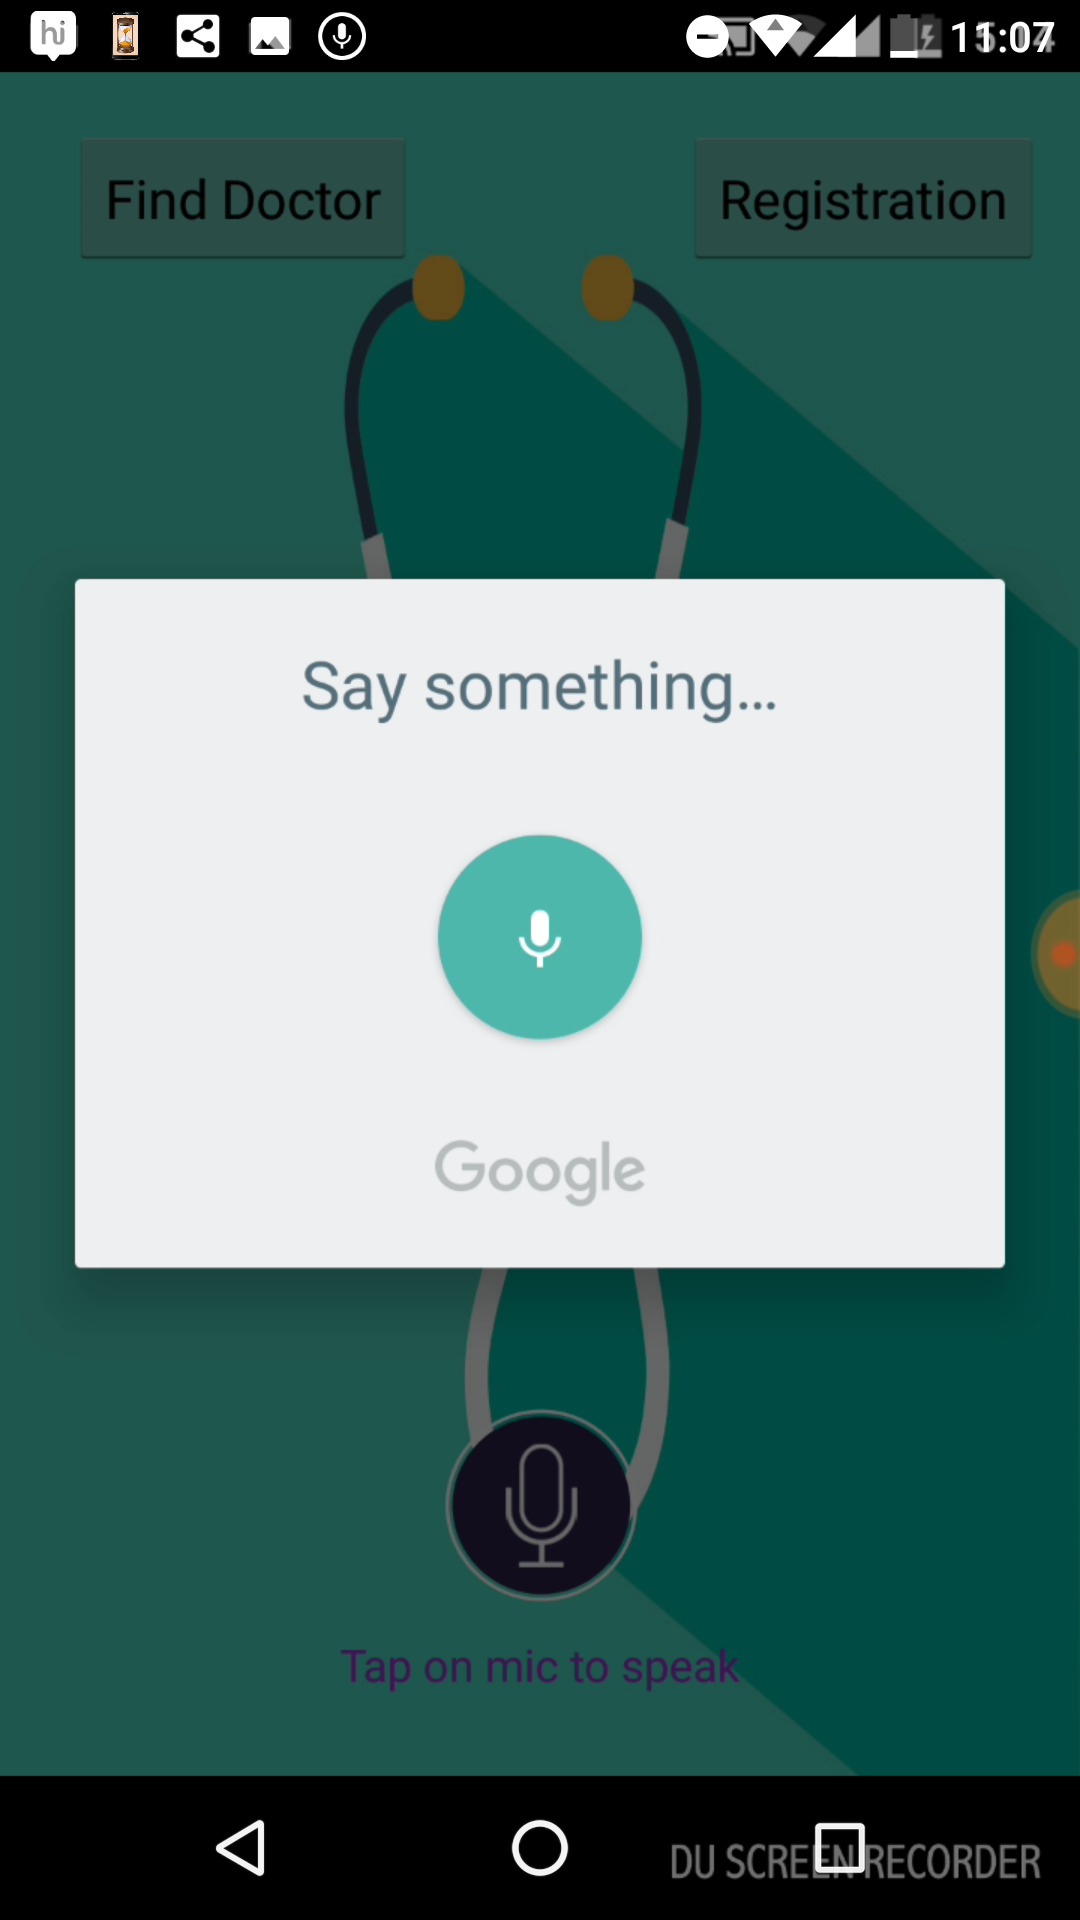 hi 11:07
Find Doctor Registration
Say something...
Google
Tap on mic to speak
DU SCREEN RECORDER